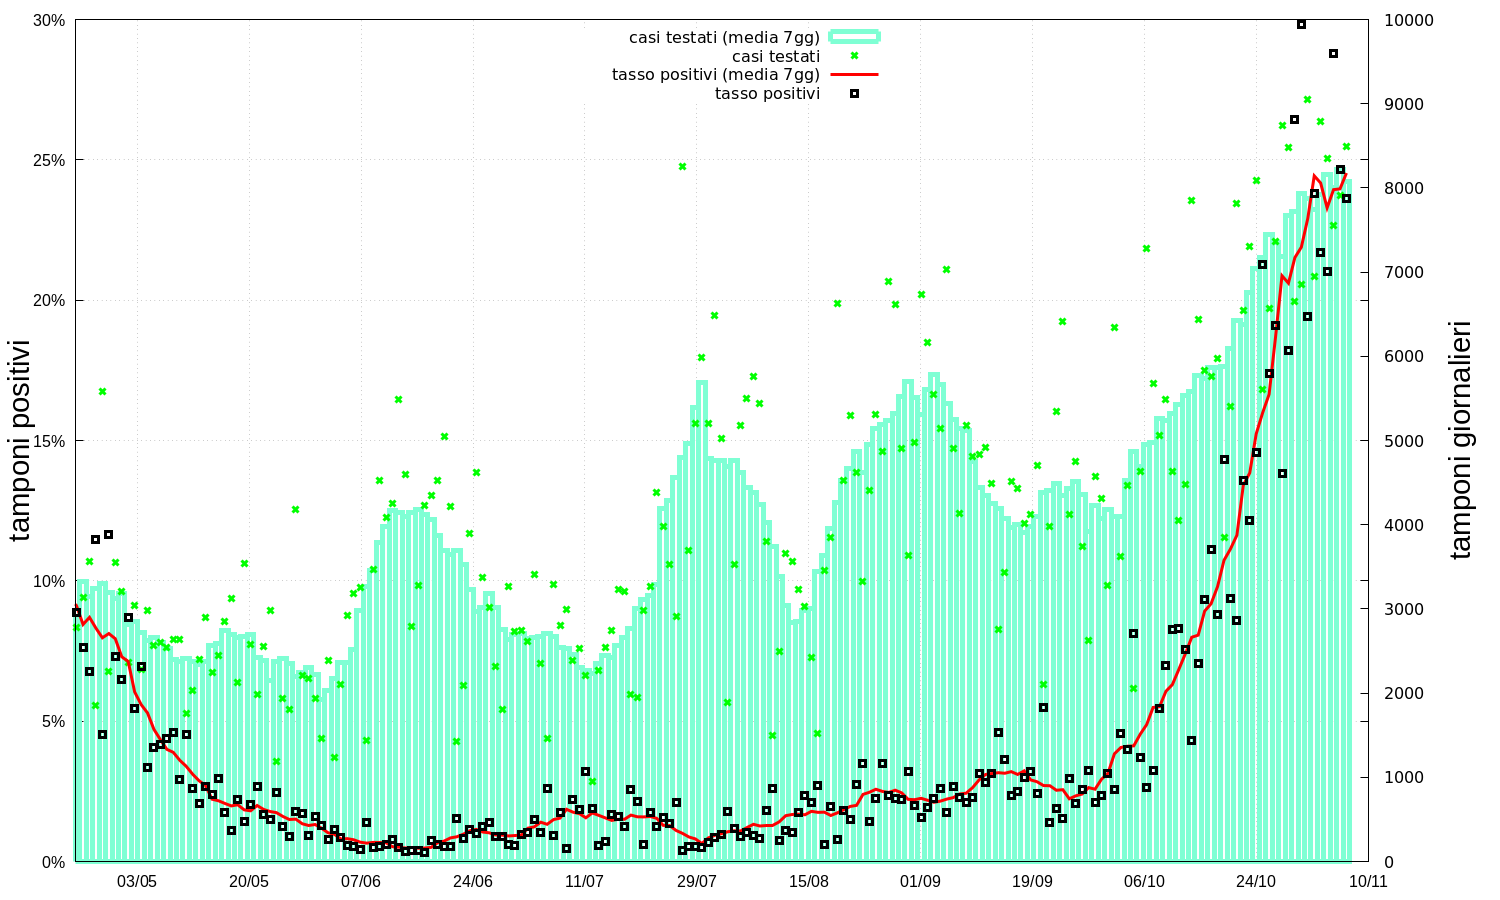 casi testati (media 7gg)
casi testati
tasso positivi (media 7gg)
tasso positivi
30%
25%
20%
15%
10%
5%
0%
tamponi positivi
10000
9000
8000
7000
6000
5000
4000
3000
2000
1000
0
tamponi giornalieri
03/05 20/05 07/06 24/06 11/07 29/07 15/08 01/09 19/09 06/10 24/10 10/11